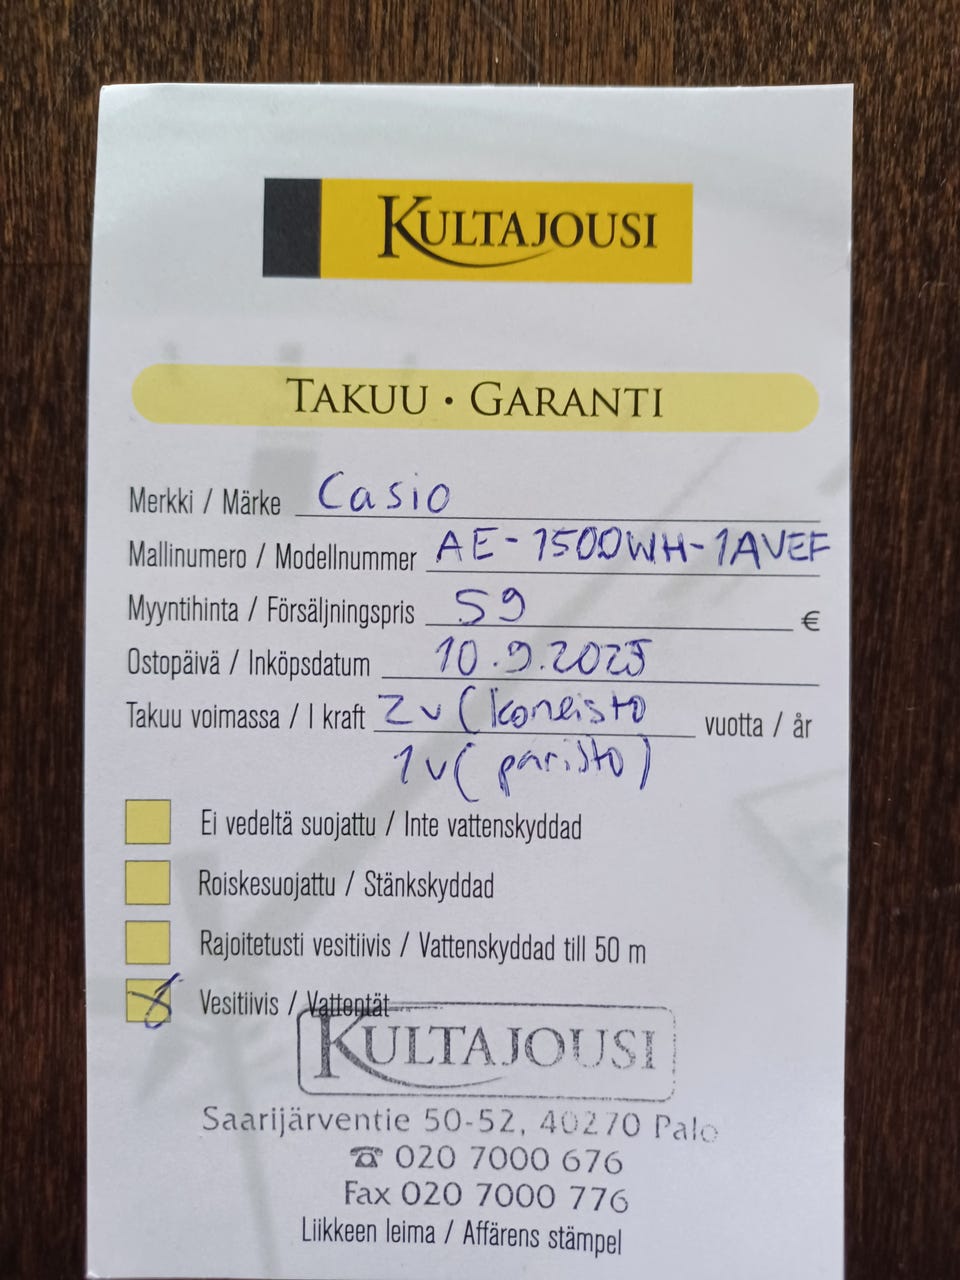 KULTAJOUSI
TAKUU • GARANTI
Merkki / Märke Casio
Mallinumero / Modellnummer AE-1500WH-1AVEF
Myyntihinta / Försäljningspris 59 €
Ostopäivä / Inköpsdatum 10.9.2025
Takuu voimassa / I kraft 2v (koneisto vuotta / år
1v (paristo)
Ei vedeltä suojattu / Inte vattenskyddad
Roiskesuojattu / Stänkskyddad
Rajoitetusti vesitiivis / Vattenskyddad till 50 m
Vesitiivis / Vattentät
KULTAJOUSI
Saarijärventie 50-52, 40270 Palo
☎ 020 7000 676
Fax 020 7000 776
Liikkeen leima / Affärens stämpel